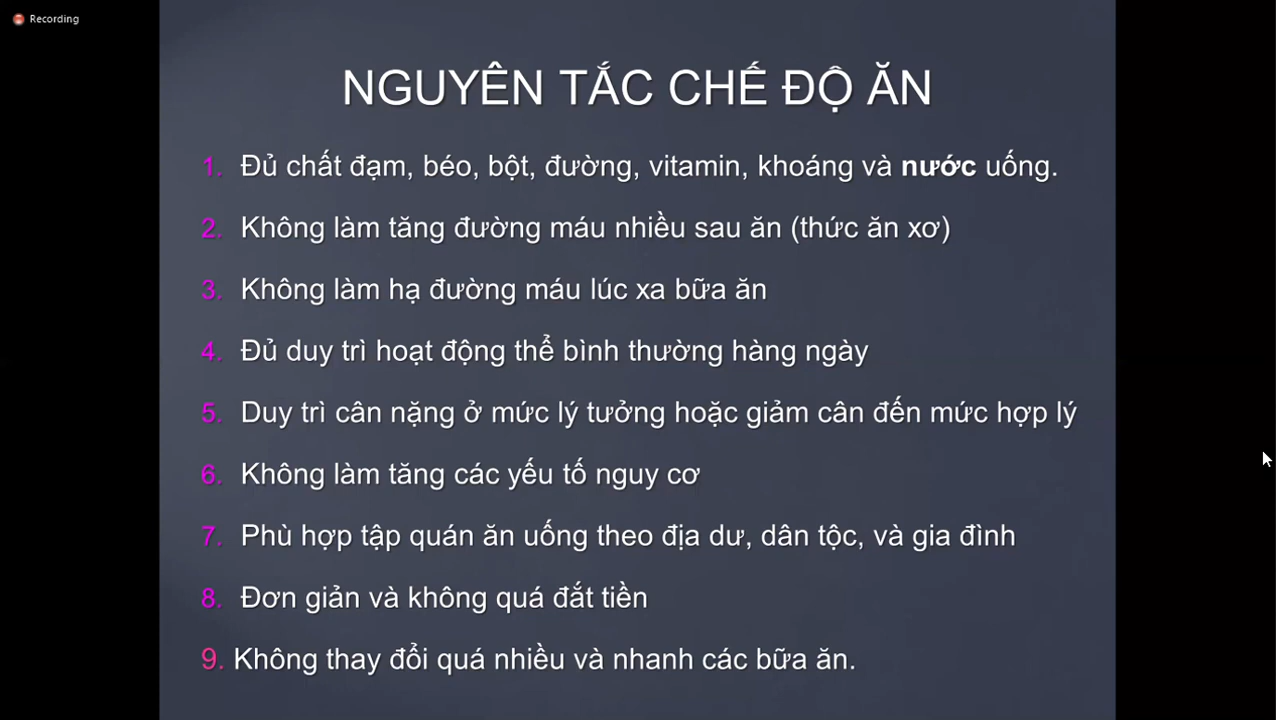 Recording
NGUYÊN TẮC CHẾ ĐỘ ĂN
1. Đủ chất đạm, béo, bột, đường, vitamin, khoáng và nước uống.
2. Không làm tăng đường máu nhiều sau ăn (thức ăn xơ)
3. Không làm hạ đường máu lúc xa bữa ăn
4. Đủ duy trì hoạt động thể bình thường hàng ngày
5. Duy trì cân nặng ở mức lý tưởng hoặc giảm cân đến mức hợp lý
6. Không làm tăng các yếu tố nguy cơ
7. Phù hợp tập quán ăn uống theo địa dư, dân tộc, và gia đình
8. Đơn giản và không quá đắt tiền
9. Không thay đổi quá nhiều và nhanh các bữa ăn.